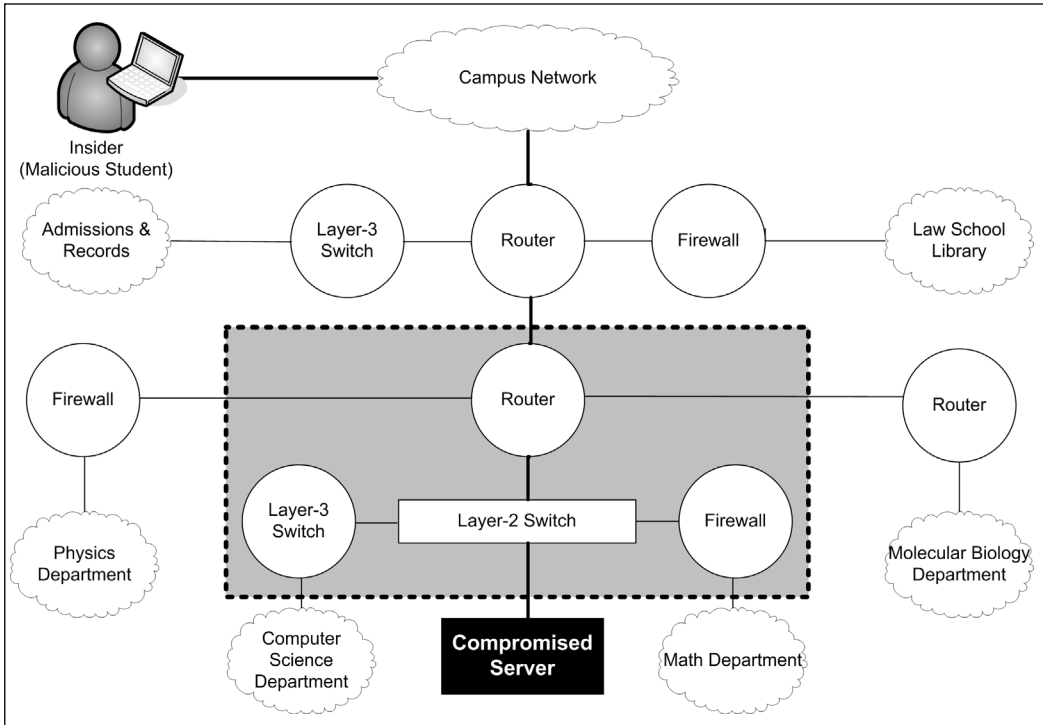 Campus Network
Insider
(Malicious Student)
Admissions &
Records
Layer-3
Switch
Router
Firewall
Law School
Library
Firewall
Router
Router
Layer-3
Switch
Layer-2 Switch
Firewall
Physics
Department
Molecular Biology
Department
Computer
Science
Department
Compromised
Server
Math Department